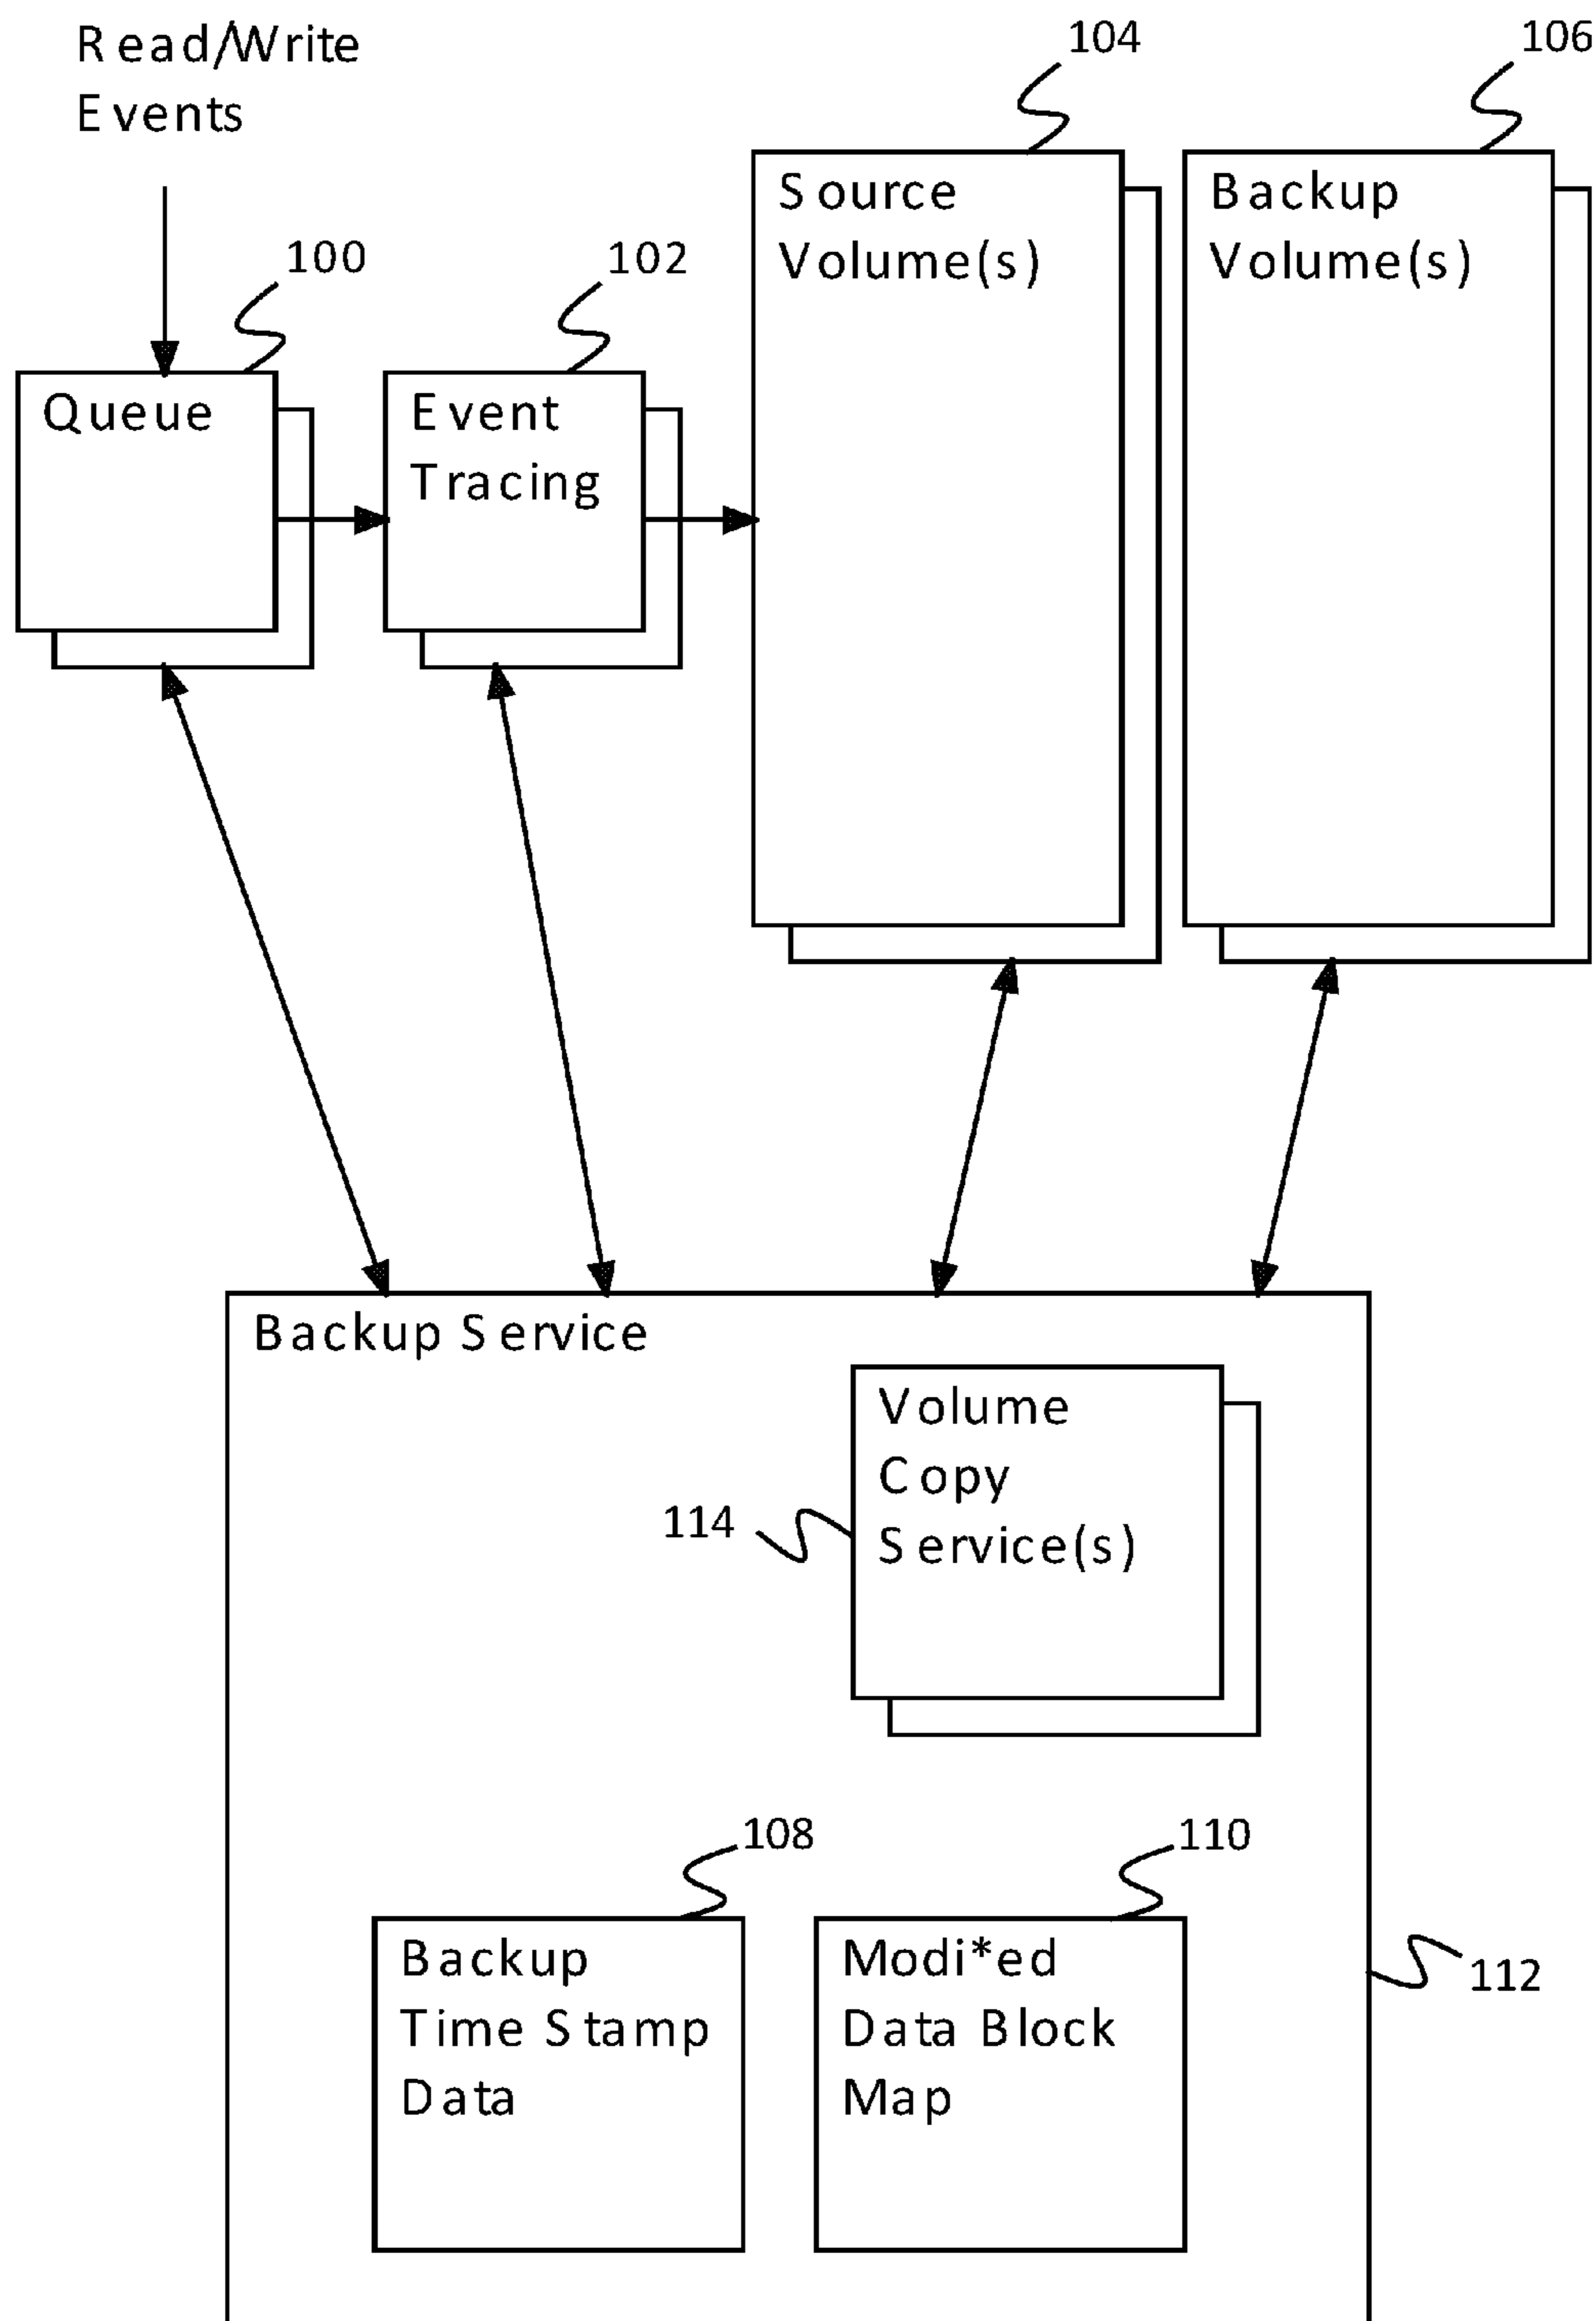 Read/Write
Events
104
106
Source
Volume(s)
Backup
Volume(s)
100
102
Queue
Event
Tracing
Backup Service
Volume
Copy
Service(s)
114
108
110
Backup
Time Stamp
Data
Modi*ed
Data Block
Map
112